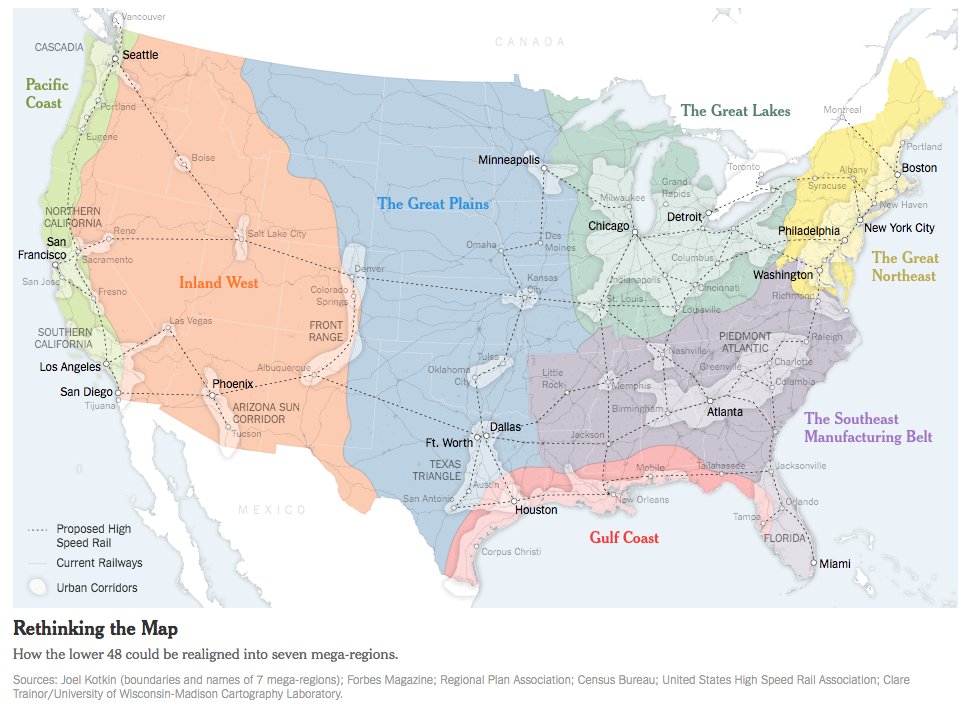 Vancouver
CASCADIA
Seattle
CANADA
Pacific
Coast
Portland
Eugene
Boise
The Great Lakes
Montreal
Portland
Boston
Toronto
Albany
Syracuse
New Haven
Minneapolis
Milwaukee
Grand
Rapids
Detroit
Chicago
New York City
Philadelphia
The Great Plains
NORTHERN
CALIFORNIA
Reno
Salt Lake City
San
Francisco
Sacramento
San Jose
Fresno
Omaha
Des
Moines
Columbus
Washington
The Great
Northeast
Inland West
Denver
Colorado
Springs
Kansas
City
Indianapolis
Cincinnati
St. Louis
Louisville
Richmond
FRONT
RANGE
Las Vegas
SOUTHERN
CALIFORNIA
Los Angeles
San Diego
Tijuana
Phoenix
Albuquerque
ARIZONA SUN
CORRIDOR
Tucson
Tulsa
Oklahoma
City
Little
Rock
Memphis
Nashville
PIEDMONT
ATLANTIC
Raleigh
Charlotte
Greenville
Columbia
Birmingham
Atlanta
The Southeast
Manufacturing Belt
Dallas
Ft. Worth
Jackson
TEXAS
TRIANGLE
Austin
San Antonio
Houston
Mobile
Tallahassee
Jacksonville
New Orleans
Orlando
Tampa
FLORIDA
Miami
Gulf Coast
Corpus Christi
MEXICO
Proposed High
Speed Rail
Current Railways
Urban Corridors
Rethinking the Map
How the lower 48 could be realigned into seven mega-regions.
Sources: Joel Kotkin (boundaries and names of 7 mega-regions); Forbes Magazine; Regional Plan Association; Census Bureau; United States High Speed Rail Association; Clare
Trainor/University of Wisconsin-Madison Cartography Laboratory.